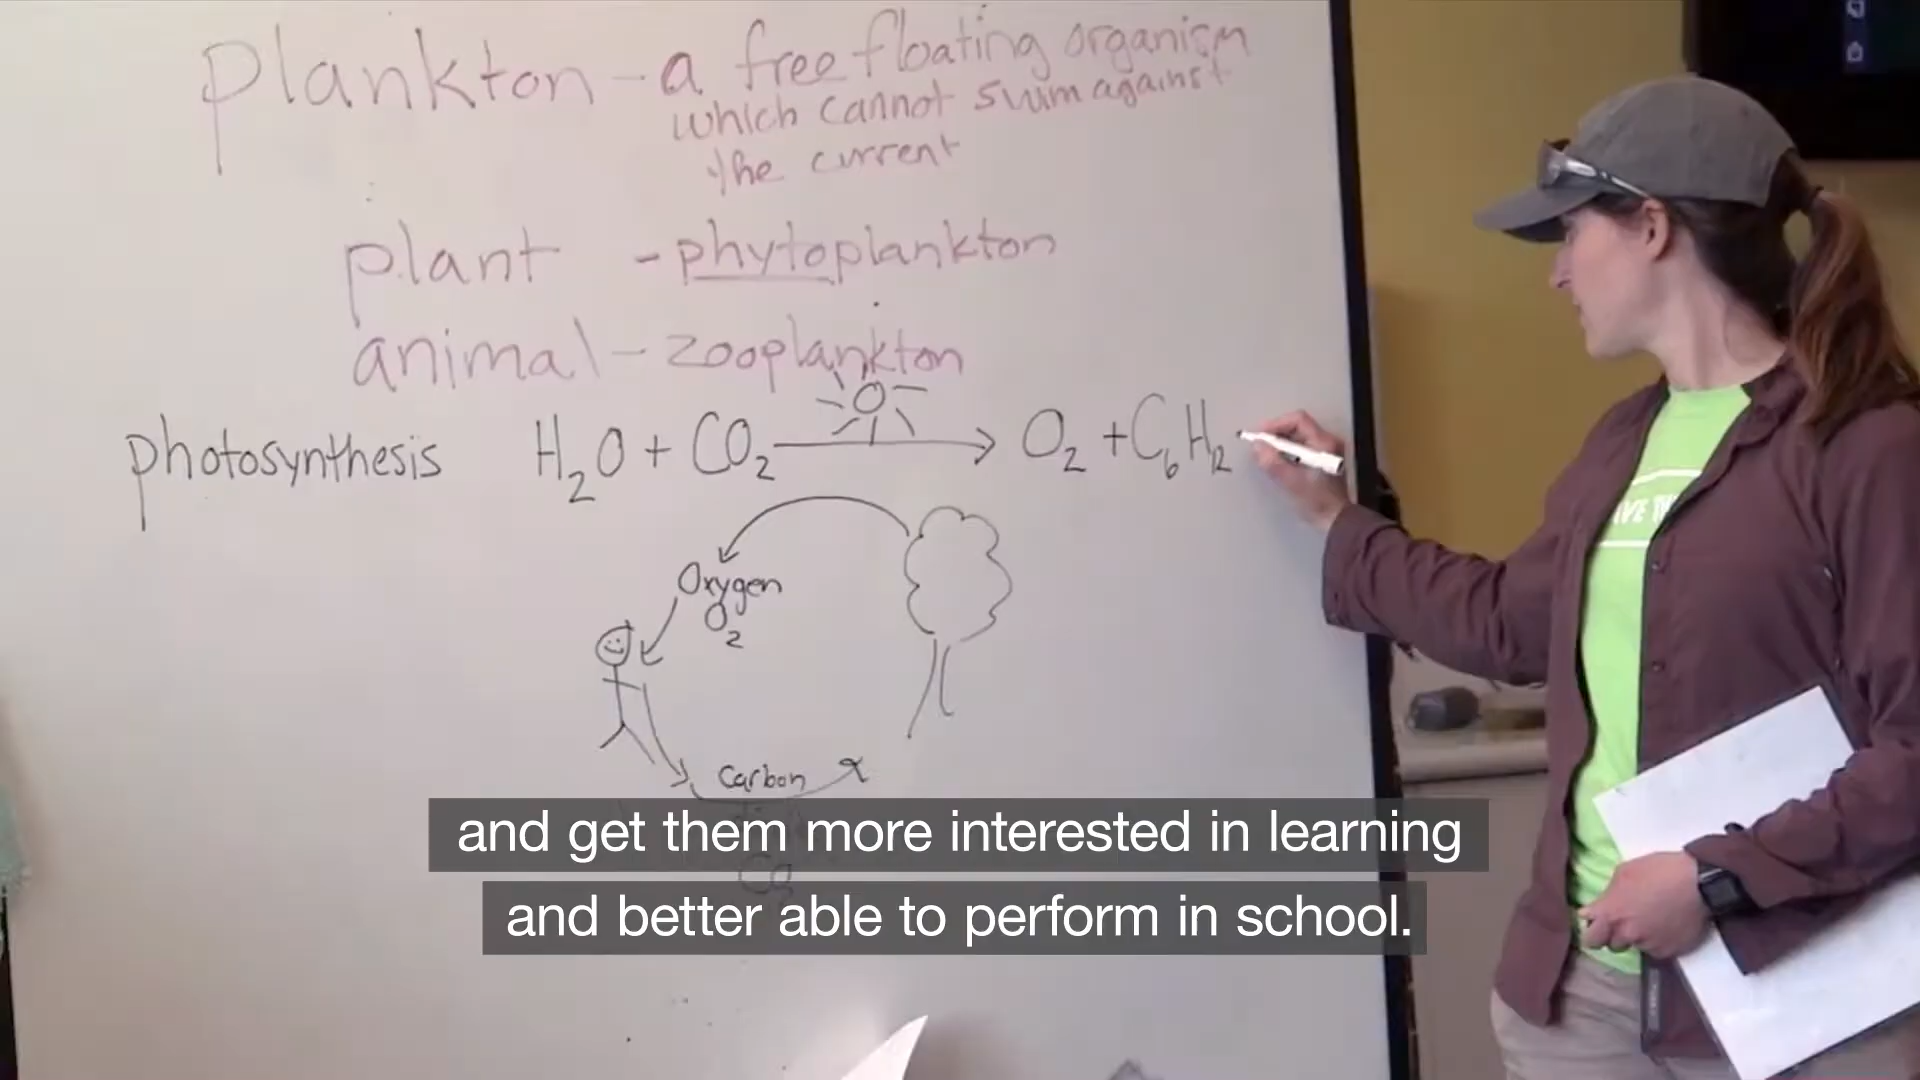 plankton - a free floating organism
which cannot swim against
the current
plant - phytoplankton
animal - zooplankton
photosynthesis H₂O + CO₂ → O₂ + C₆H₁₂
Oxygen
O₂
Carbon
and get them more interested in learning
and better able to perform in school.